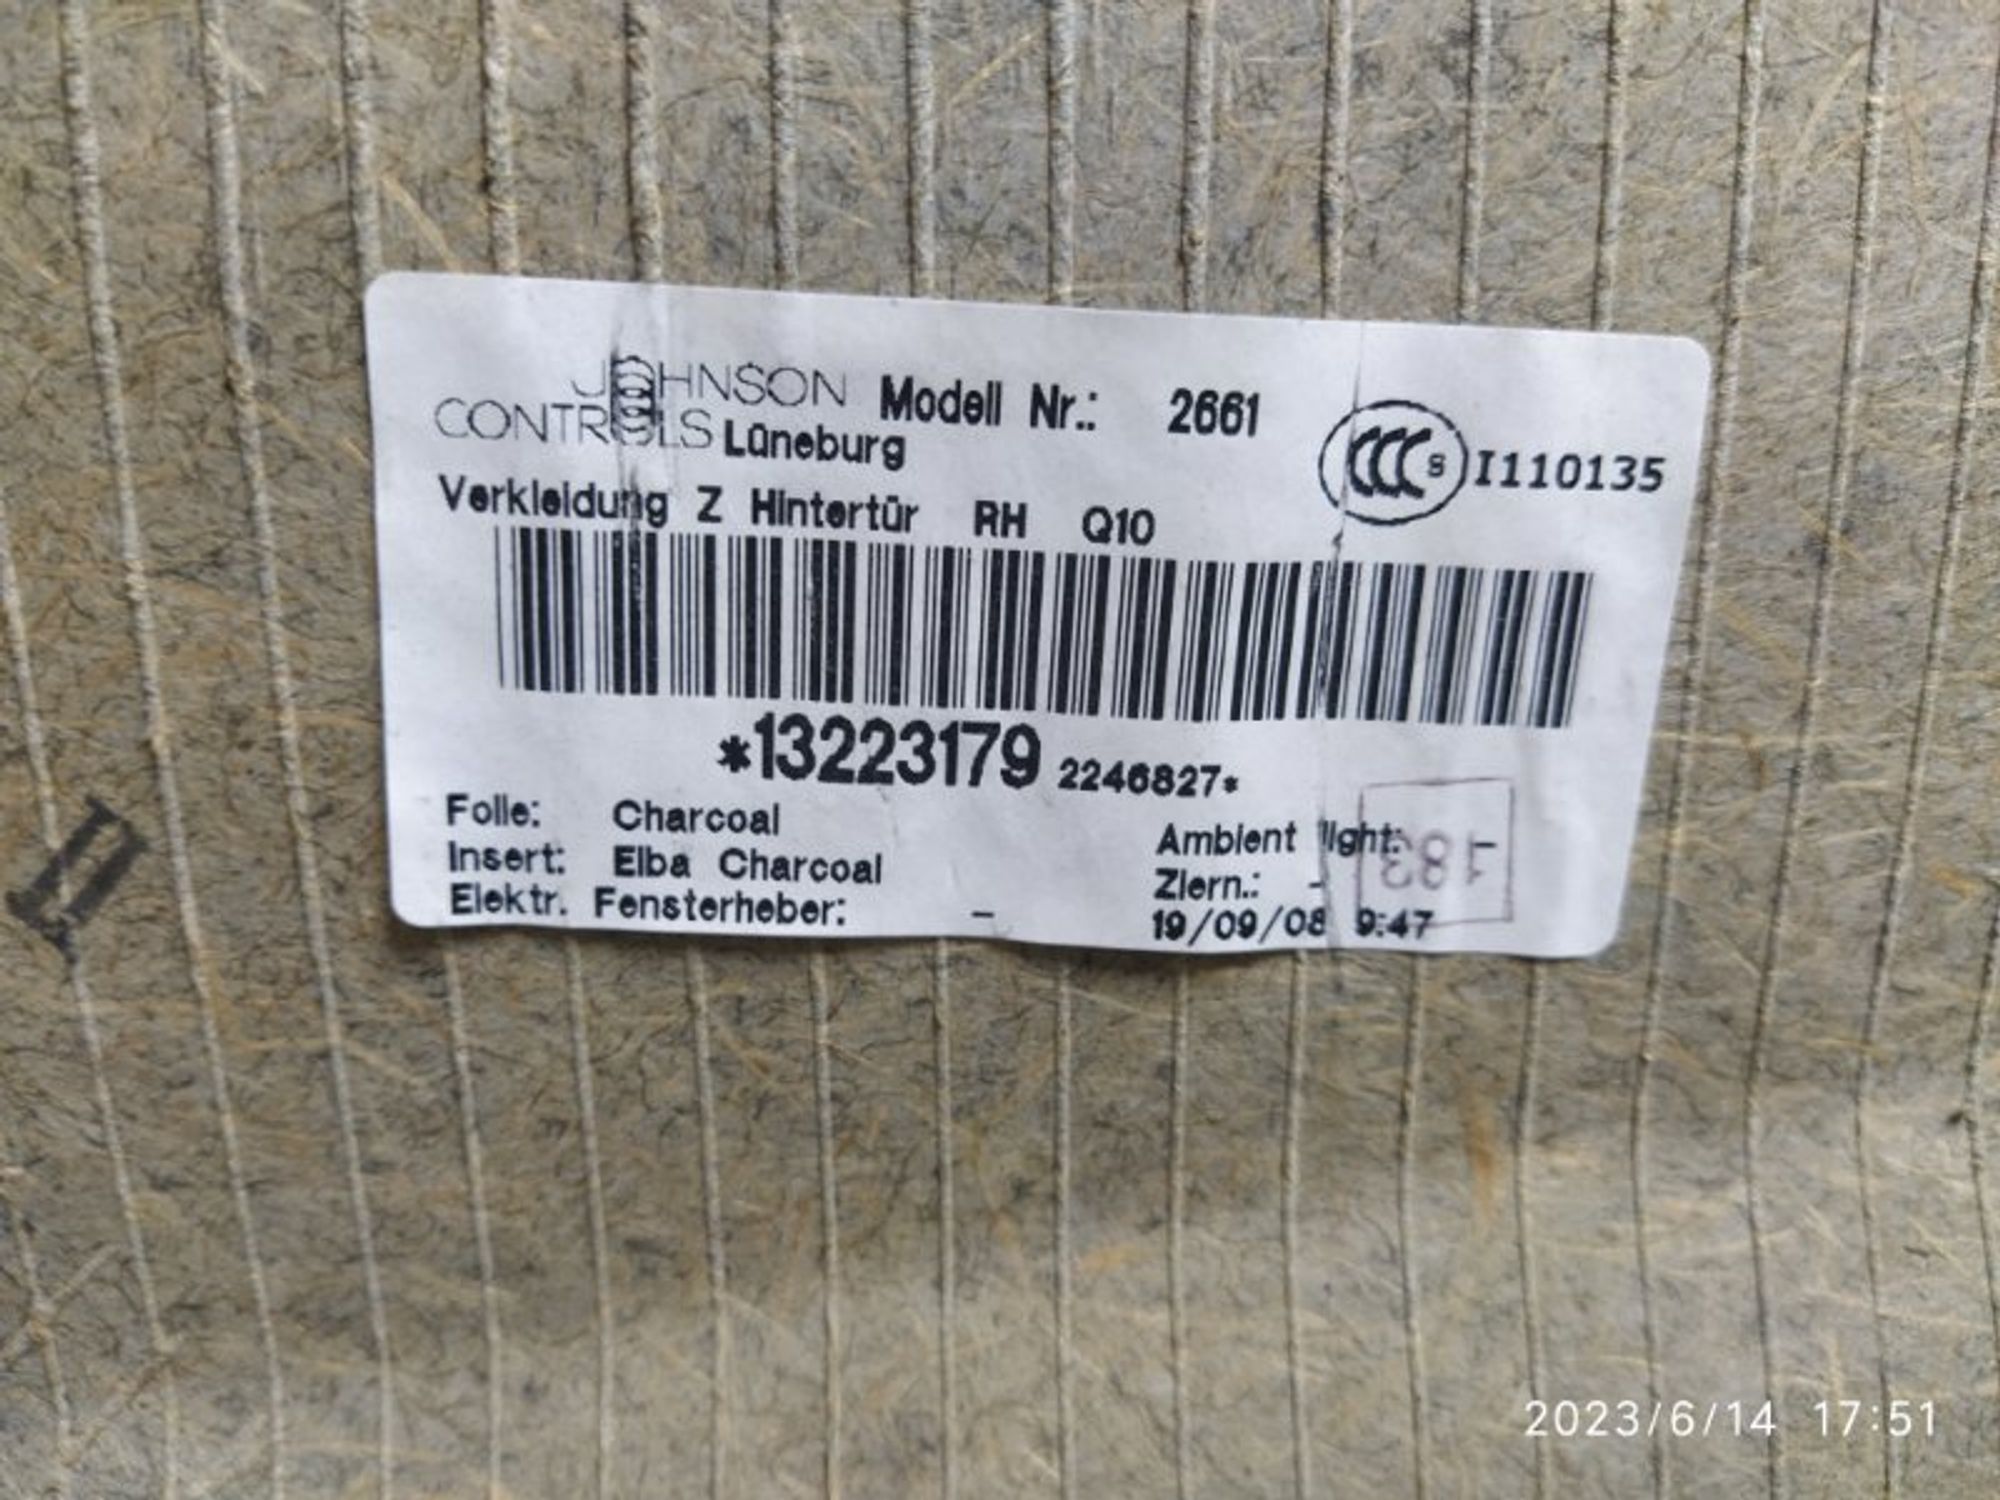 JOHNSON
CONTROLS Lüneburg Modell Nr.: 2661
CCC S I110135
Verkleidung Z Hintertür RH Q10
*13223179 2246827*
Folie: Charcoal
Insert: Elba Charcoal
Elektr. Fensterheber: -
Ambient light: -
Ziern.: -
19/09/08 9:47
183
2023/6/14 17:51